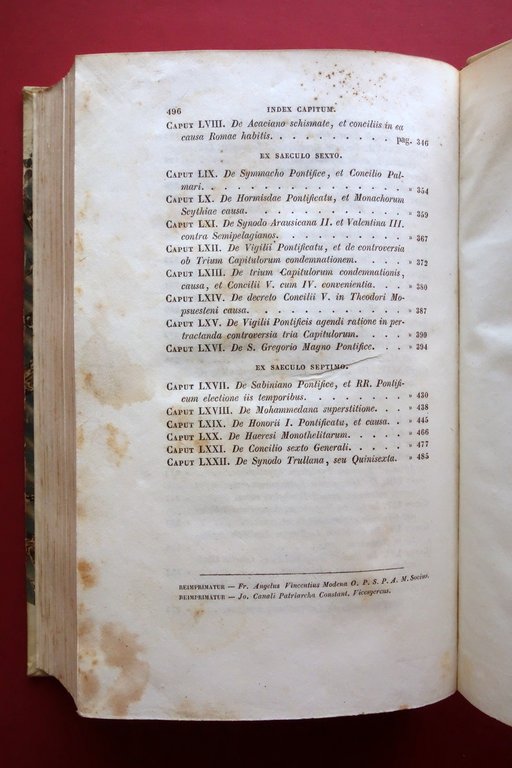 496 INDEX CAPITUM.
CAPUT LVIII. De Acaciano schismate, et conciliis in ea
causa Romae habitis. . . . . . . . . . . pag. 346
EX SAECULO SEXTO.
CAPUT LIX. De Symmacho Pontifice, et Concilio Pal-
mari. . . . . . . . . . . . . . . . . . » 354
CAPUT LX. De Hormisdae Pontificatu, et Monachorum
Scythiae causa. . . . . . . . . . . . . » 359
CAPUT LXI. De Synodo Arausicana II. et Valentina III.
contra Semipelagianos. . . . . . . . . . » 367
CAPUT LXII. De Vigilii Pontificatu, et de controversia
ob Trium Capitulorum condemnationem. . . . . » 372
CAPUT LXIII. De trium Capitulorum condemnationis,
causa, et Concilii V. cum IV. convenientia. . . . » 380
CAPUT LXIV. De decreto Concilii V. in Theodori Mo-
psuesteni causa. . . . . . . . . . . . . » 387
CAPUT LXV. De Vigilii Pontificis agendi ratione in per-
tractanda controversia tria Capitulorum. . . . . » 390
CAPUT LXVI. De S. Gregorio Magno Pontifice. . . . » 394
EX SAECULO SEPTIMO.
CAPUT LXVII. De Sabiniano Pontifice, et RR. Pontifi-
cum electione iis temporibus. . . . . . . . » 430
CAPUT LXVIII. De Mohammedana superstitione. . . . » 438
CAPUT LXIX. De Honorii I. Pontificatu, et causa. . . » 445
CAPUT LXX. De Haeresi Monothelitarum. . . . . . » 466
CAPUT LXXI. De Concilio sexto Generali. . . . . . » 477
CAPUT LXXII. De Synodo Trullana, seu Quinisexta. . » 485
REIMPRIMATUR — Fr. Angelus Vincentius Modena O. P. S. P. A. M. Socius.
REIMPRIMATUR — Jo. Canali Patriarcha Constant. Vicesgerens.